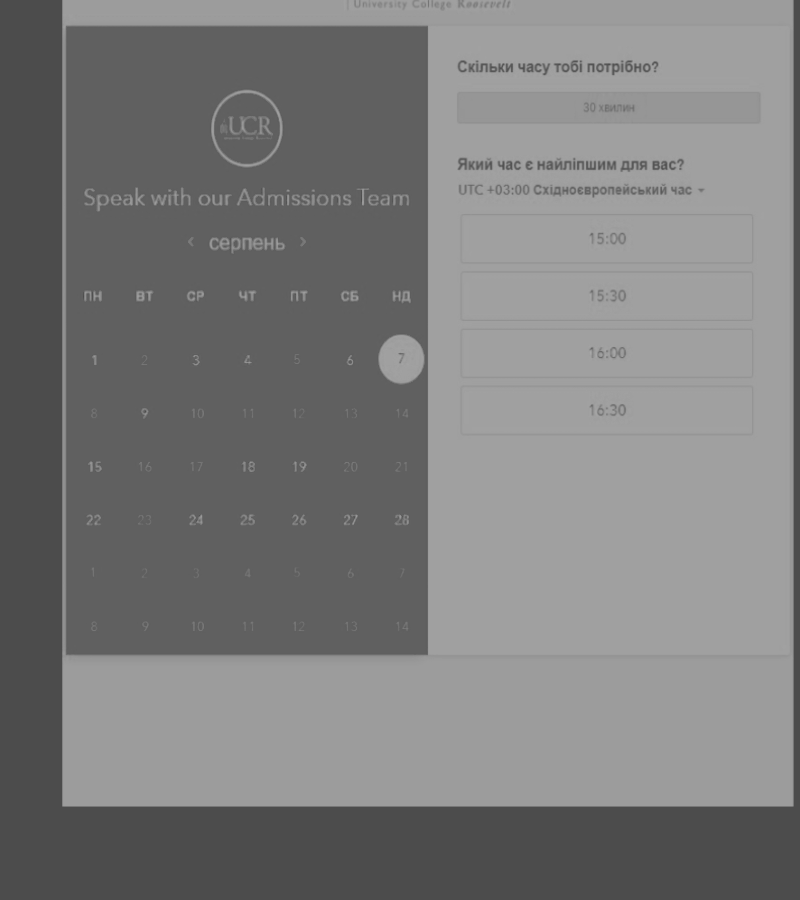 University College Roosevelt
UCR
Speak with our Admissions Team
‹ серпень ›
ПН ВТ СР ЧТ ПТ СБ НД
1 2 3 4 5 6 7
8 9 10 11 12 13 14
15 16 17 18 19 20 21
22 23 24 25 26 27 28
1 2 3 4 5 6 7
8 9 10 11 12 13 14
Скільки часу тобі потрібно?
30 хвилин
Який час є найліпшим для вас?
UTC +03:00 Східноєвропейський час
15:00
15:30
16:00
16:30